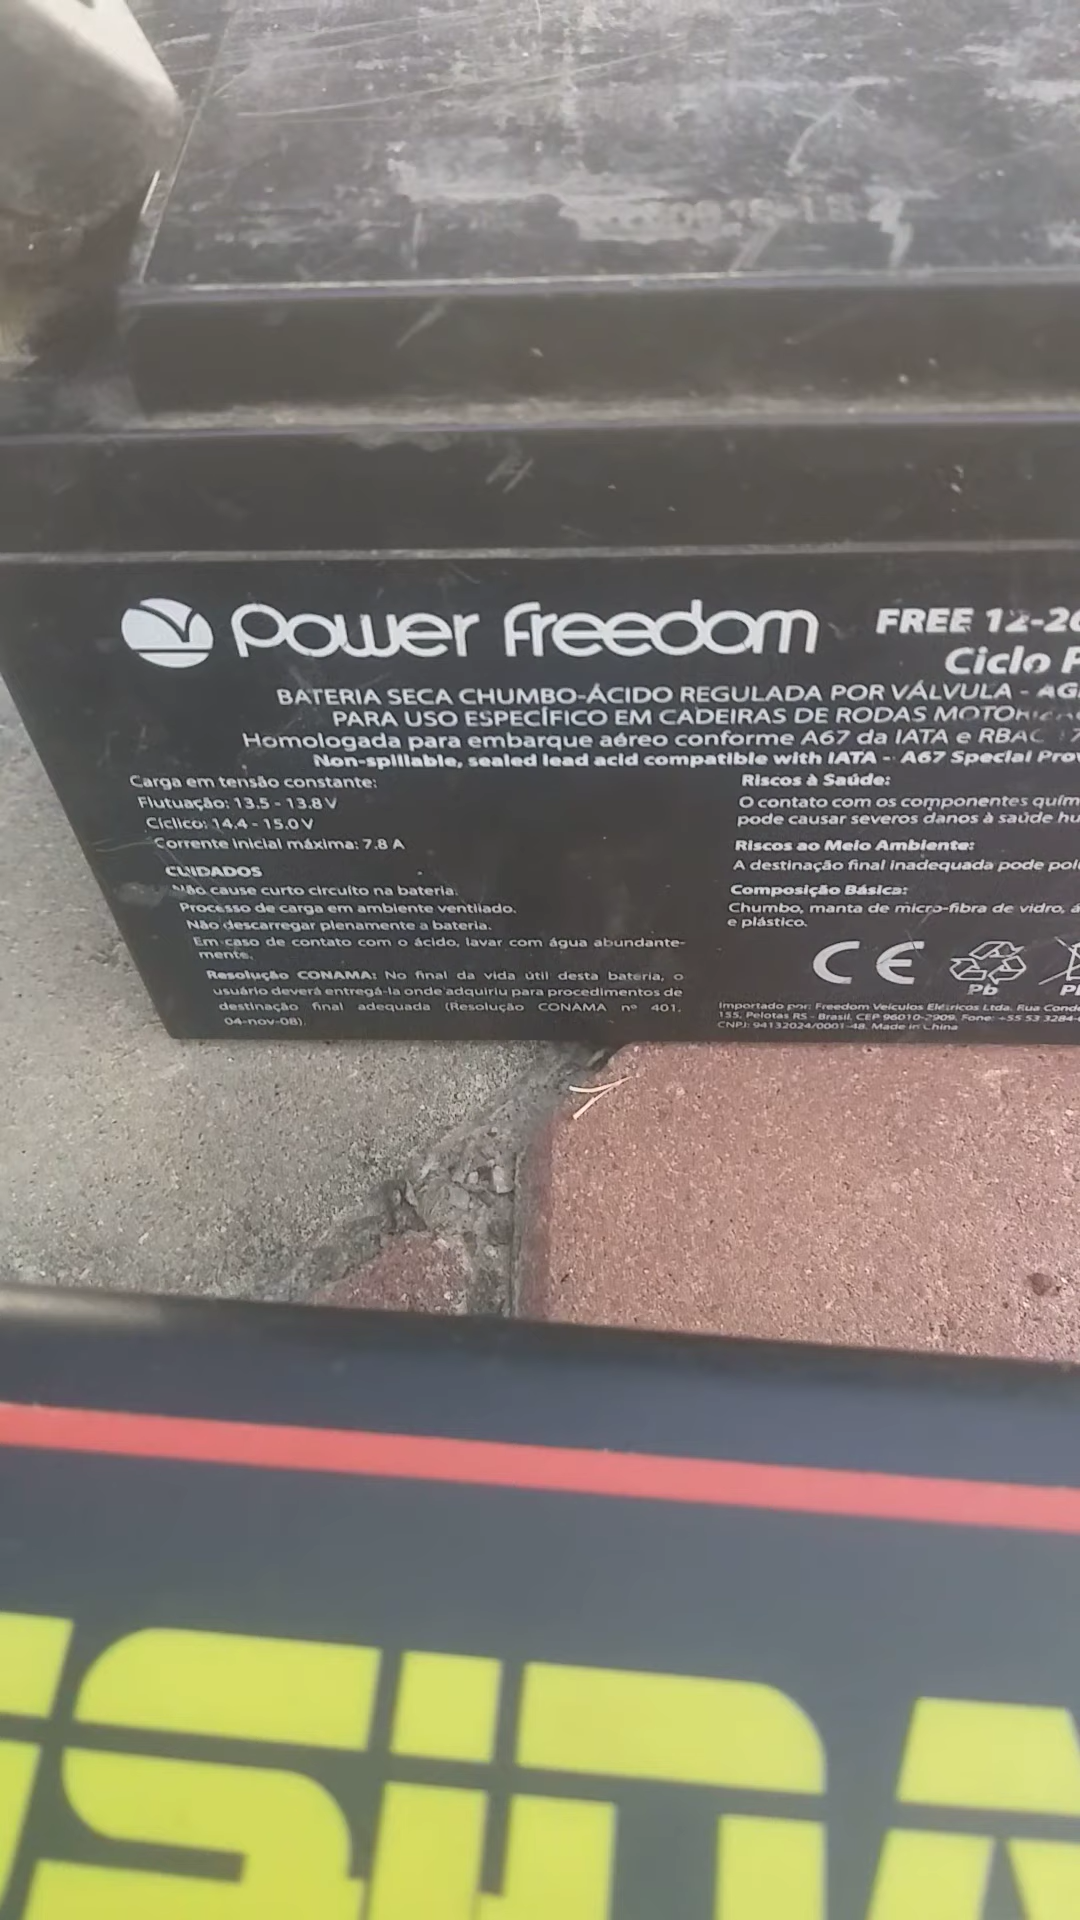 Power Freedom
FREE 12-26
Ciclo P
BATERIA SECA CHUMBO-ÁCIDO REGULADA POR VÁLVULA - AG
PARA USO ESPECÍFICO EM CADEIRAS DE RODAS
Homologada para embarque aéreo conforme A67 da IATA e RBAC
Non-spillable, sealed lead acid compatible with IATA - A67 Special Prov
Carga em tensão constante:
Flutuação: 13.5 - 13.8 V
Cíclico: 14.4 - 15.0 V
Corrente inicial máxima: 7.8 A
CUIDADOS
Não cause curto circuito na bateria.
Processo de carga em ambiente ventilado.
Não descarregar plenamente a bateria.
Em caso de contato com o ácido, lavar com água abundante-
mente.
Resolução CONAMA: No final da vida útil desta bateria, o
usuário deverá entregá-la onde adquiriu para procedimentos de
destinação final adequada (Resolução CONAMA nº 401,
04-nov-08).
Riscos à Saúde:
O contato com os componentes quím
pode causar severos danos à saúde hu
Riscos ao Meio Ambiente:
A destinação final inadequada pode pol
Composição Básica:
Chumbo, manta de micro-fibra de vidro, á
e plástico.
CE
Pb
Importado por: Freedom Veículos Elétricos Ltda. Rua Cond
155, Pelotas RS - Brasil, CEP 96010-2909, Fone: +55 53 3284-
CNPJ: 94132024/0001-48. Made in China